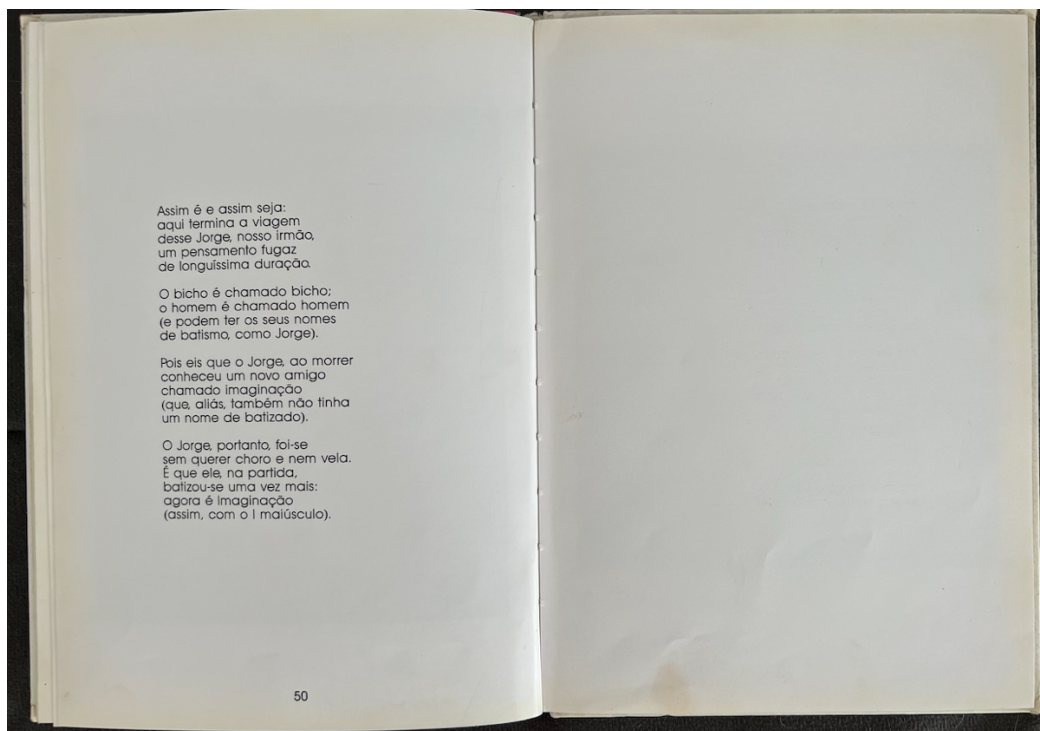 Assim é e assim seja:
aqui termina a viagem
desse Jorge, nosso irmão,
um pensamento fugaz
de longuíssima duração.
O bicho é chamado bicho;
o homem é chamado homem
(e podem ter os seus nomes
de batismo, como Jorge).
Pois eis que o Jorge, ao morrer
conheceu um novo amigo
chamado imaginação
(que, aliás, também não tinha
um nome de batizado).
O Jorge, portanto, foi-se
sem querer choro e nem vela.
É que ele, na partida,
batizou-se uma vez mais:
agora é Imaginação
(assim, com o I maiúsculo).
50